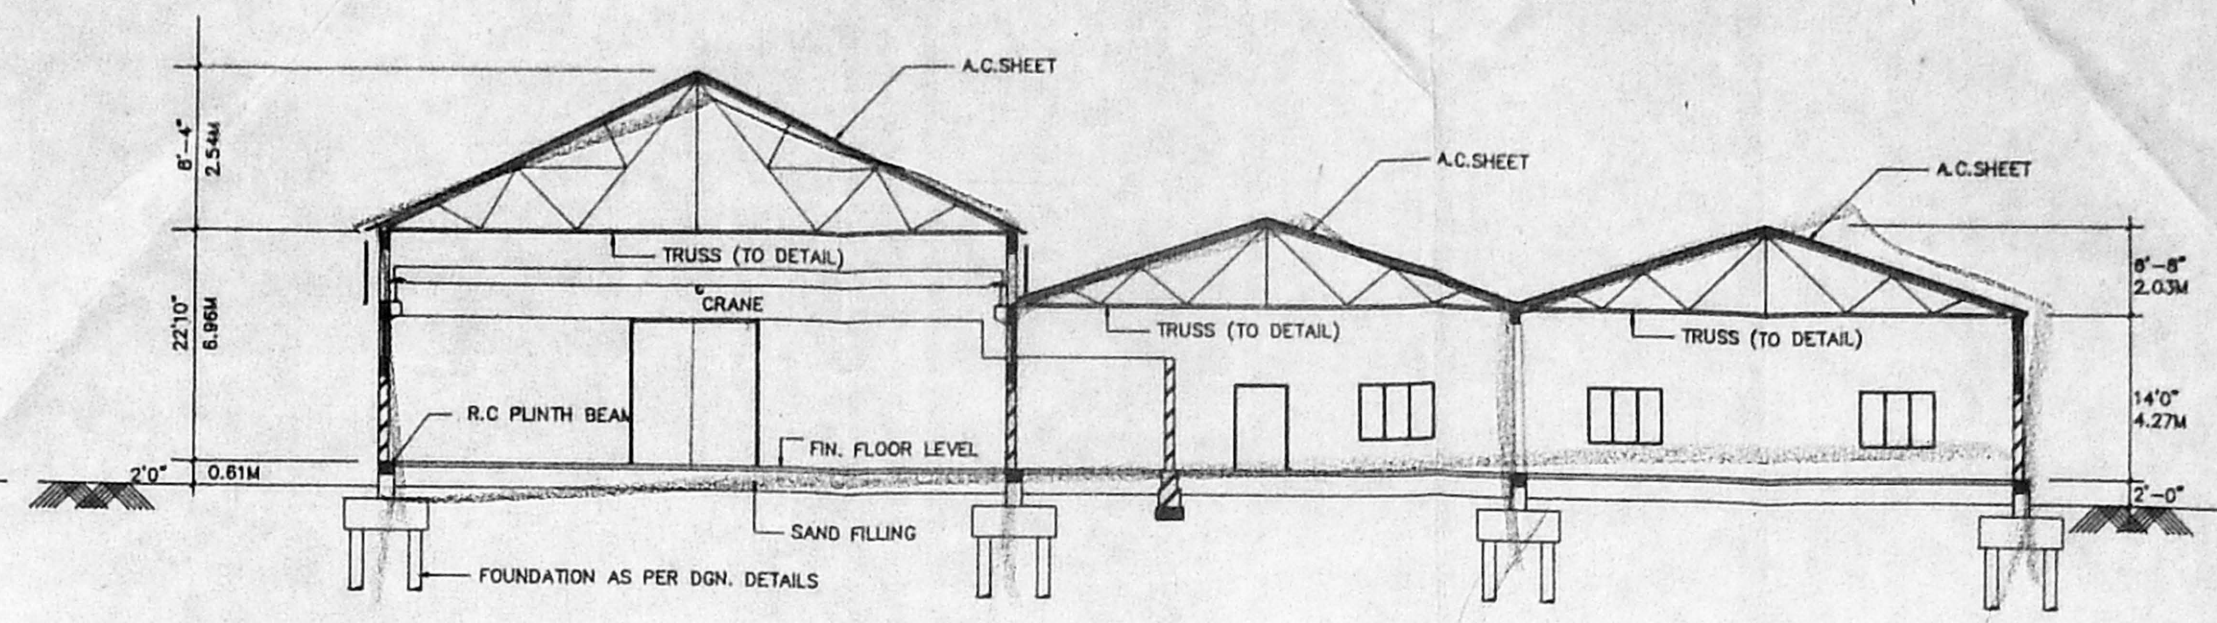 A.C.SHEET
8'-4"
2.54M
A.C.SHEET
A.C.SHEET
TRUSS (TO DETAIL)
CRANE
22'10"
6.96M
TRUSS (TO DETAIL)
TRUSS (TO DETAIL)
6'-8"
2.03M
14'0"
4.27M
R.C PLINTH BEAM
FIN. FLOOR LEVEL
2'0"
0.61M
2'-0"
SAND FILLING
FOUNDATION AS PER DGN. DETAILS